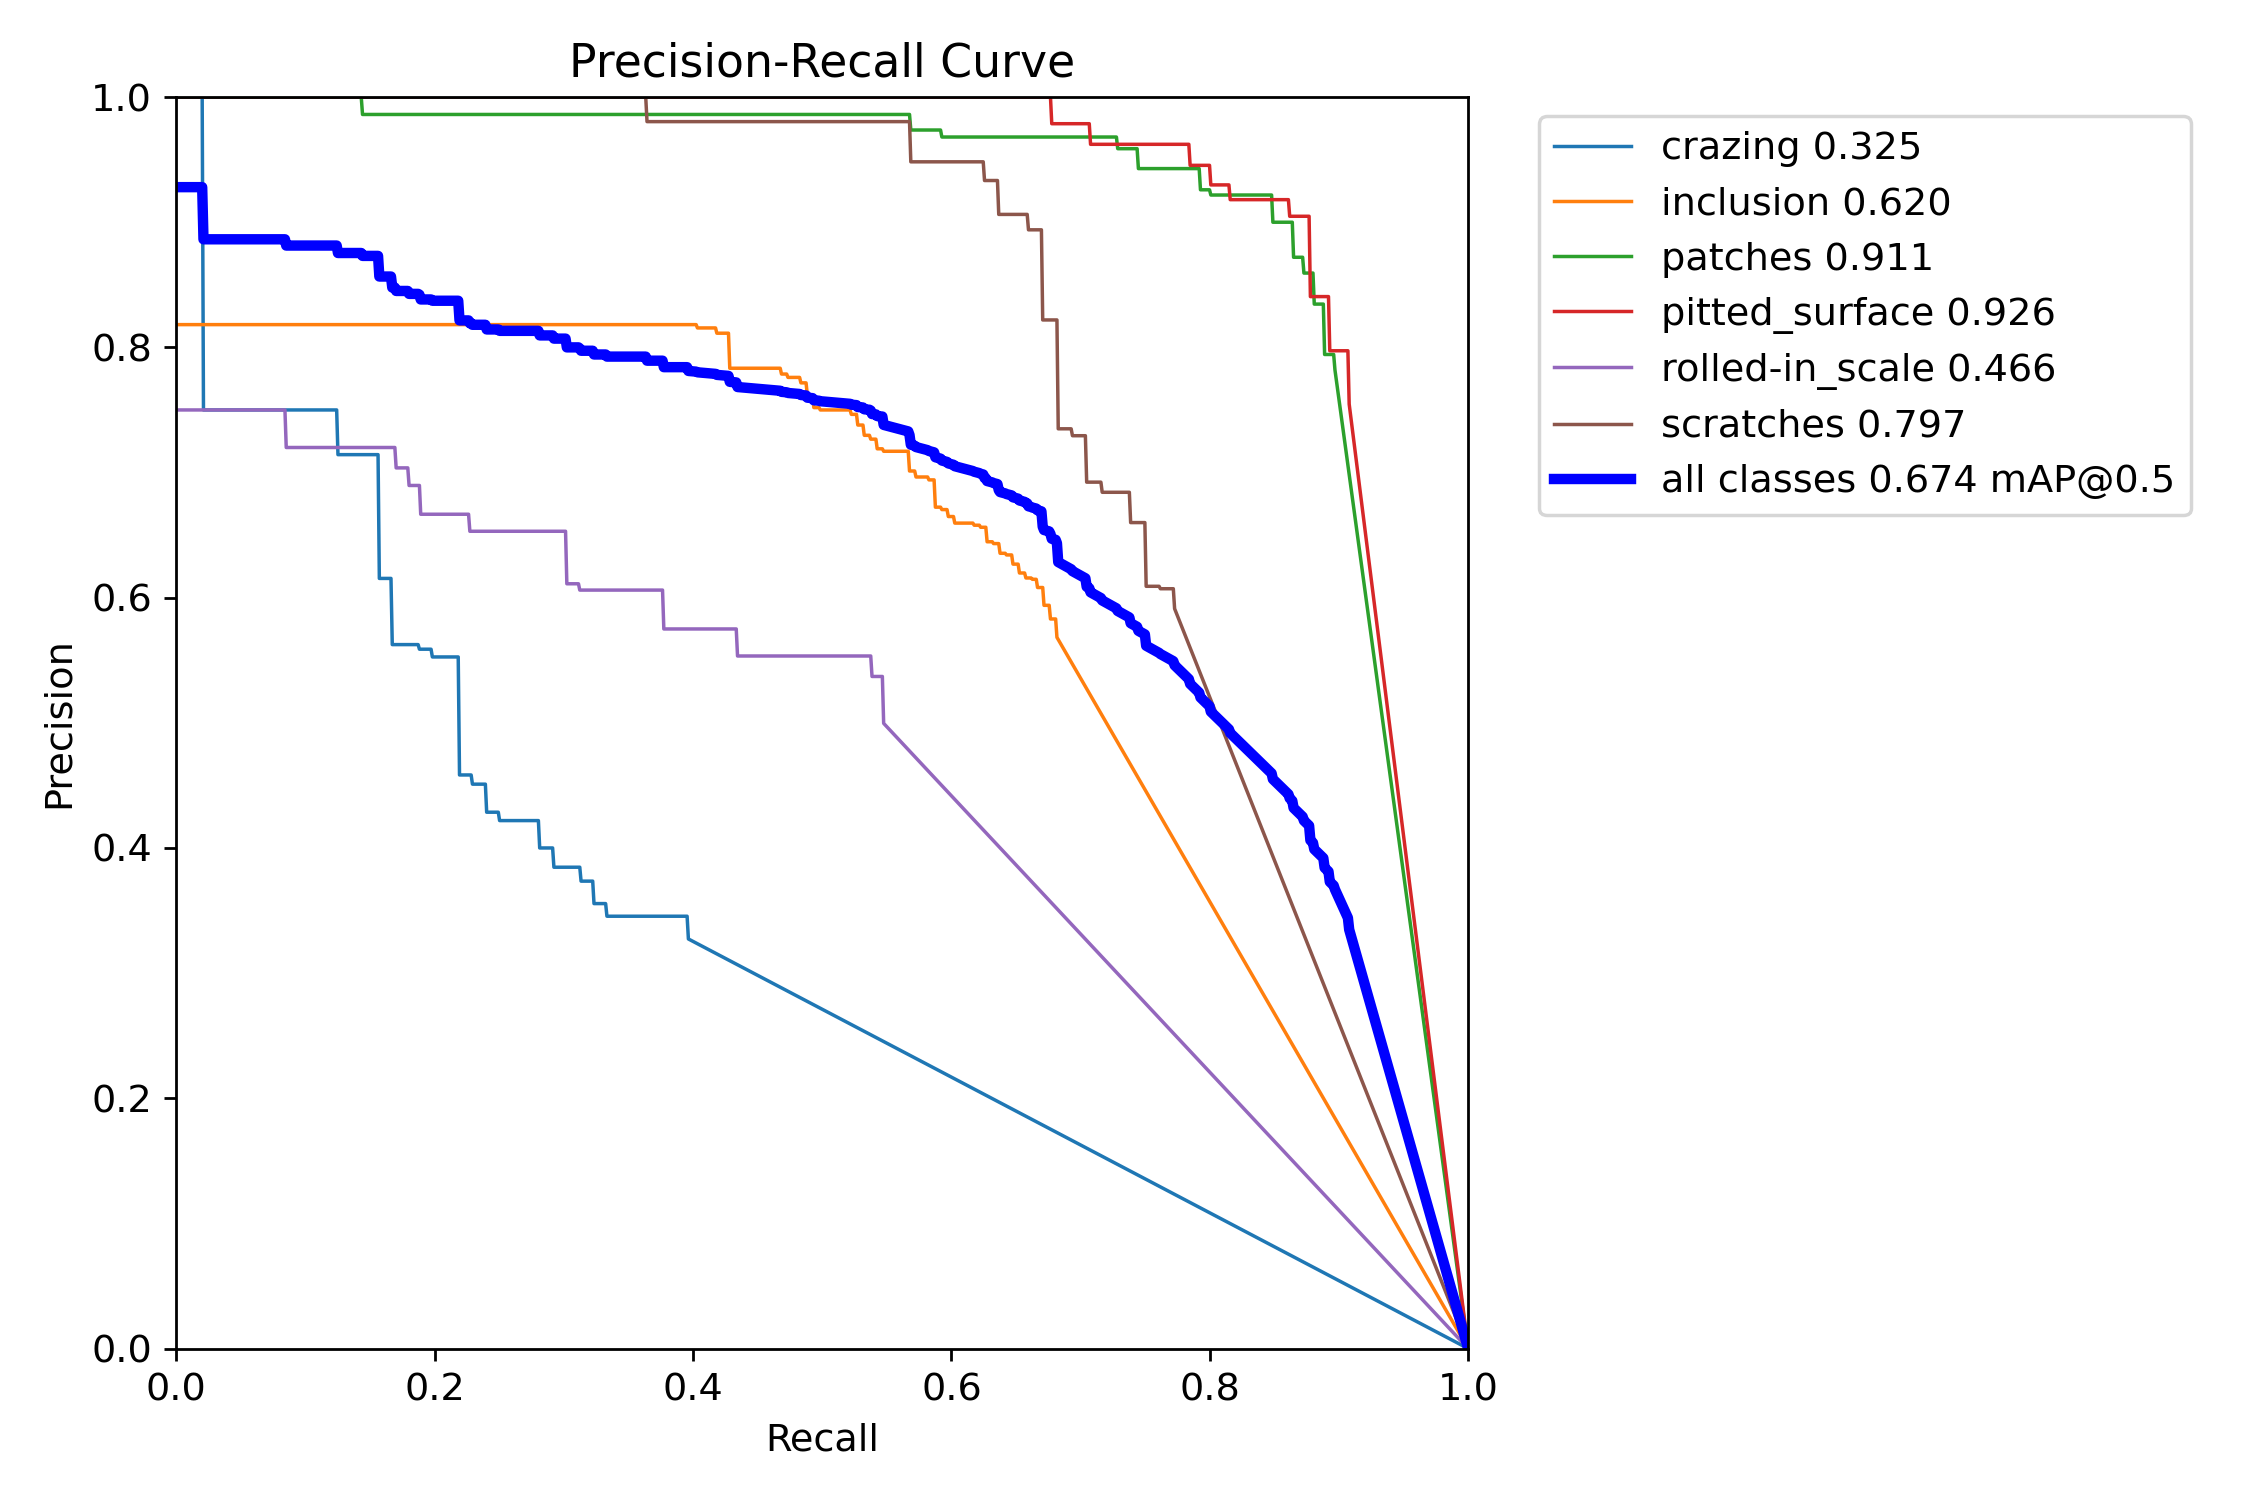 Precision-Recall Curve
1.0
0.8
0.6
0.4
0.2
0.0
Precision
0.0 0.2 0.4 0.6 0.8 1.0
Recall
crazing 0.325
inclusion 0.620
patches 0.911
pitted_surface 0.926
rolled-in_scale 0.466
scratches 0.797
all classes 0.674 mAP@0.5